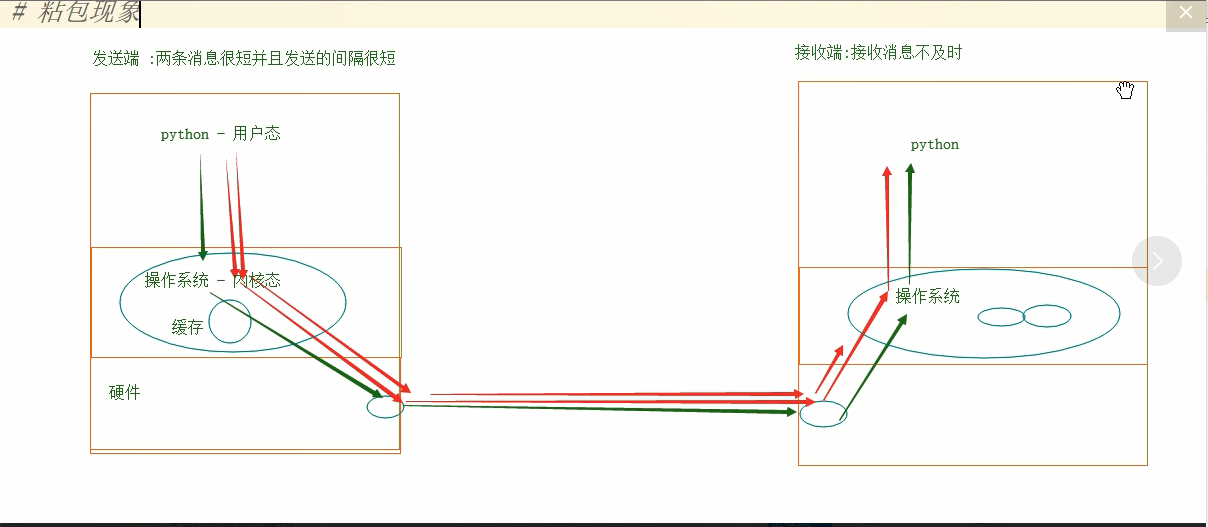 # 粘包现象
发送端 :两条消息很短并且发送的间隔很短
接收端:接收消息不及时
python - 用户态
python
操作系统 - 内核态
操作系统
缓存
硬件